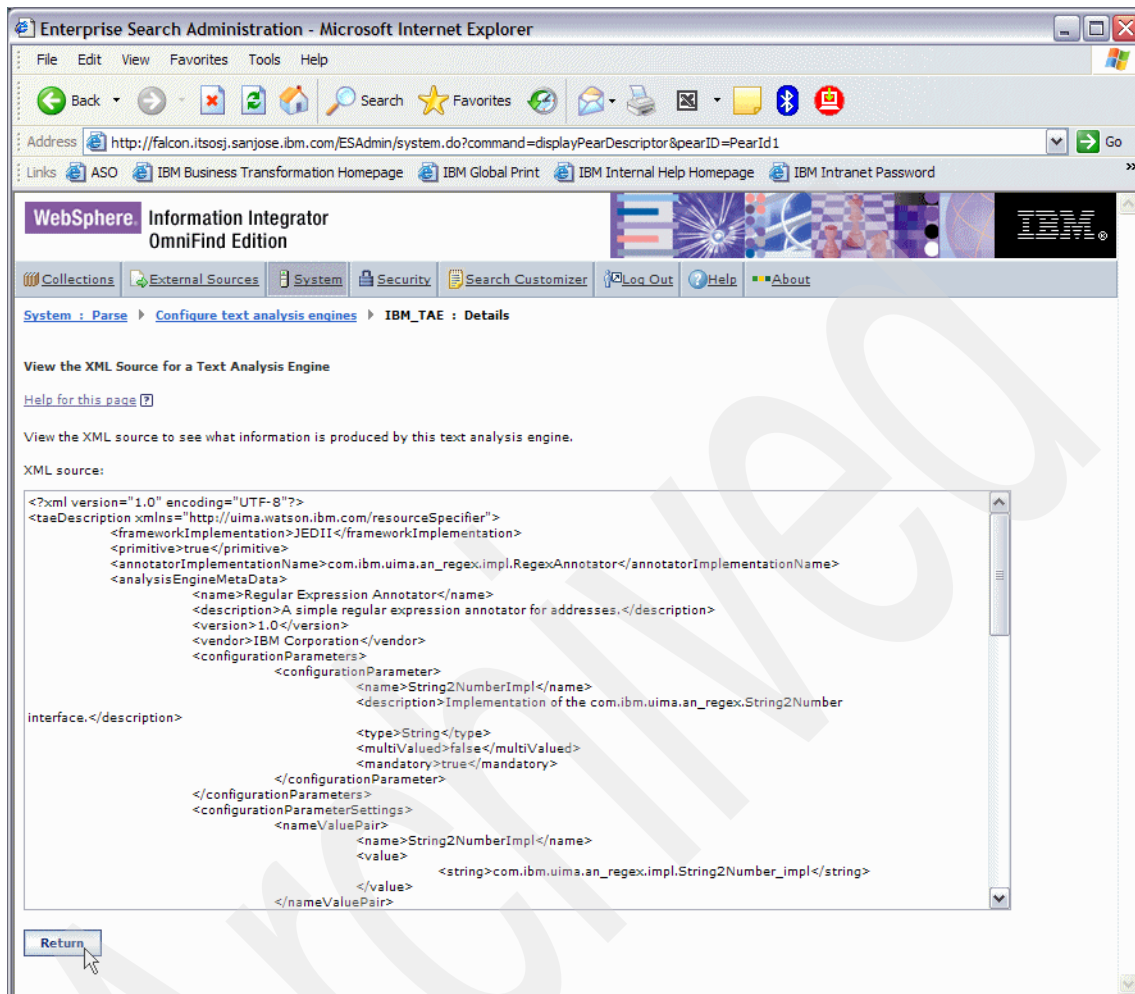 Enterprise Search Administration - Microsoft Internet Explorer
File Edit View Favorites Tools Help
Back Search Favorites
Address http://falcon.itsosj.sanjose.ibm.com/ESAdmin/system.do?command=displayPearDescriptor&pearID=PearId1 Go
Links ASO IBM Business Transformation Homepage IBM Global Print IBM Internal Help Homepage IBM Intranet Password »
WebSphere. Information Integrator
OmniFind Edition
IBM®
Collections External Sources System Security Search Customizer Log Out Help About
System : Parse Configure text analysis engines IBM_TAE : Details
View the XML Source for a Text Analysis Engine
Help for this page ?
View the XML source to see what information is produced by this text analysis engine.
XML source:
<?xml version="1.0" encoding="UTF-8"?>
<taeDescription xmlns="http://uima.watson.ibm.com/resourceSpecifier">
<frameworkImplementation>JEDII</frameworkImplementation>
<primitive>true</primitive>
<annotatorImplementationName>com.ibm.uima.an_regex.impl.RegexAnnotator</annotatorImplementationName>
<analysisEngineMetaData>
<name>Regular Expression Annotator</name>
<description>A simple regular expression annotator for addresses.</description>
<version>1.0</version>
<vendor>IBM Corporation</vendor>
<configurationParameters>
<configurationParameter>
<name>String2NumberImpl</name>
<description>Implementation of the com.ibm.uima.an_regex.String2Number
interface.</description>
<type>String</type>
<multiValued>false</multiValued>
<mandatory>true</mandatory>
</configurationParameter>
</configurationParameters>
<configurationParameterSettings>
<nameValuePair>
<name>String2NumberImpl</name>
<value>
<string>com.ibm.uima.an_regex.impl.String2Number_impl</string>
</value>
</nameValuePair>
Return
Archived